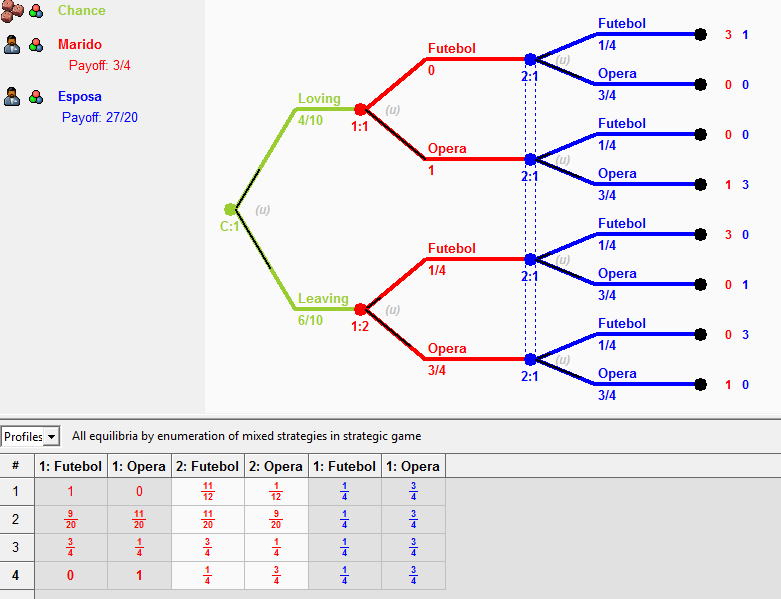 Chance
Marido
Payoff: 3/4
Esposa
Payoff: 27/20
C:1
(u)
Loving
4/10
1:1
(u)
Leaving
6/10
1:2
(u)
Futebol
0
Opera
1
Futebol
1/4
Opera
3/4
2:1
(u)
2:1
(u)
2:1
(u)
2:1
(u)
Futebol 3 1
1/4
Opera 0 0
3/4
Futebol 0 0
1/4
Opera 1 3
3/4
Futebol 3 0
1/4
Opera 0 1
3/4
Futebol 0 3
1/4
Opera 1 0
3/4
Profiles All equilibria by enumeration of mixed strategies in strategic game
# 1: Futebol 1: Opera 2: Futebol 2: Opera 1: Futebol 1: Opera
1 1 0 11/12 1/12 1/4 3/4
2 9/20 11/20 11/20 9/20 1/4 3/4
3 3/4 1/4 3/4 1/4 1/4 3/4
4 0 1 1/4 3/4 1/4 3/4